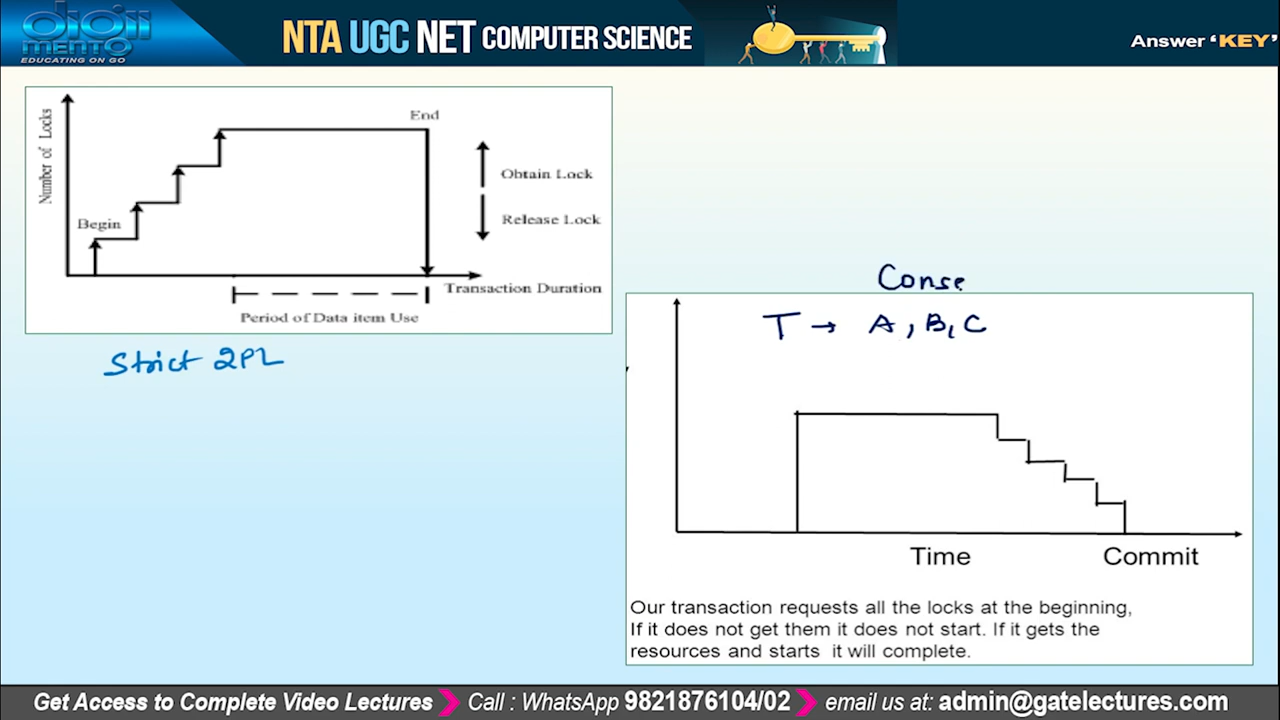 didii
MENTO
EDUCATING ON GO
NTA UGC NET COMPUTER SCIENCE
Answer ‘KEY’
Number of Locks
Begin
End
Obtain Lock
Release Lock
Transaction Duration
Period of Data item Use
Strict 2PL
Conse
T → A, B, C
Time
Commit
Our transaction requests all the locks at the beginning,
If it does not get them it does not start. If it gets the
resources and starts it will complete.
Get Access to Complete Video Lectures
Call : WhatsApp 9821876104/02
email us at: admin@gatelectures.com